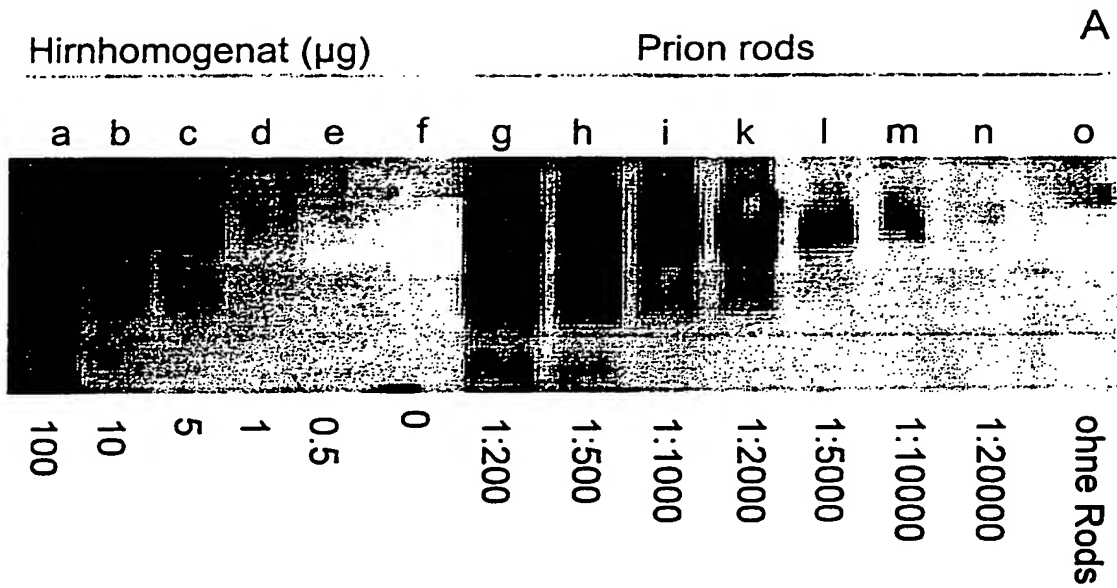 A
Hirnhomogenat (µg) Prion rods
a b c d e f g h i k l m n o
100 10 5 1 0.5 0 1:200 1:500 1:1000 1:2000 1:5000 1:10000 1:20000 ohne Rods